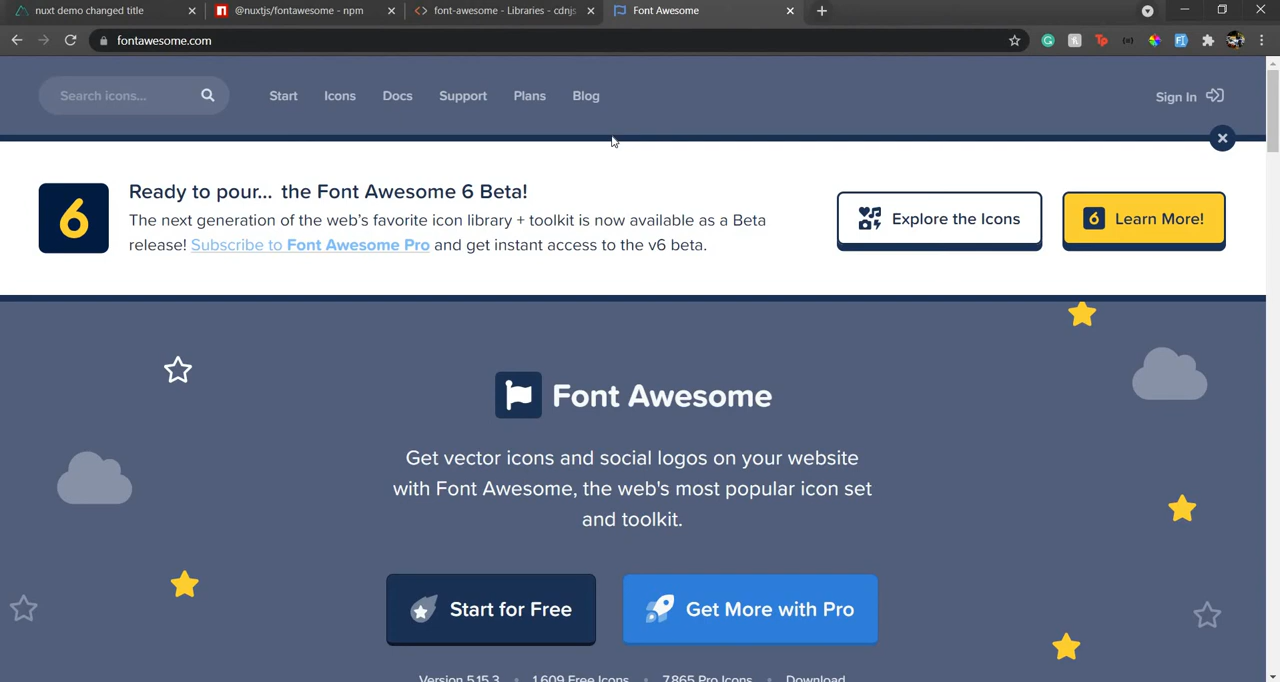 nuxt demo changed title
@nuxtjs/fontawesome - npm
font-awesome - Libraries - cdnjs
Font Awesome
fontawesome.com
Search icons...
Start
Icons
Docs
Support
Plans
Blog
Sign In
6
Ready to pour... the Font Awesome 6 Beta!
The next generation of the web's favorite icon library + toolkit is now available as a Beta
release! Subscribe to Font Awesome Pro and get instant access to the v6 beta.
Explore the Icons
6 Learn More!
Font Awesome
Get vector icons and social logos on your website
with Font Awesome, the web's most popular icon set
and toolkit.
Start for Free
Get More with Pro
Version 5.15.3 • 1,609 Free Icons • 7,865 Pro Icons • Download